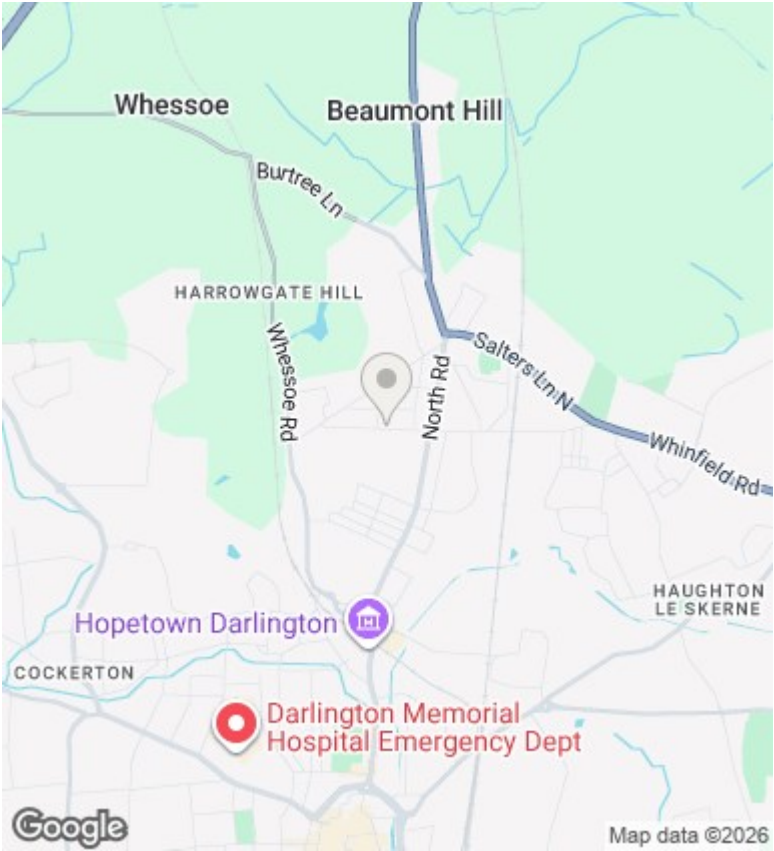 Whessoe
Beaumont Hill
Burtree Ln
HARROWGATE HILL
Whessoe Rd
North Rd
Salters Ln N
Whinfield Rd
HAUGHTON
LE SKERNE
Hopetown Darlington
COCKERTON
Darlington Memorial
Hospital Emergency Dept
Google
Map data ©2026